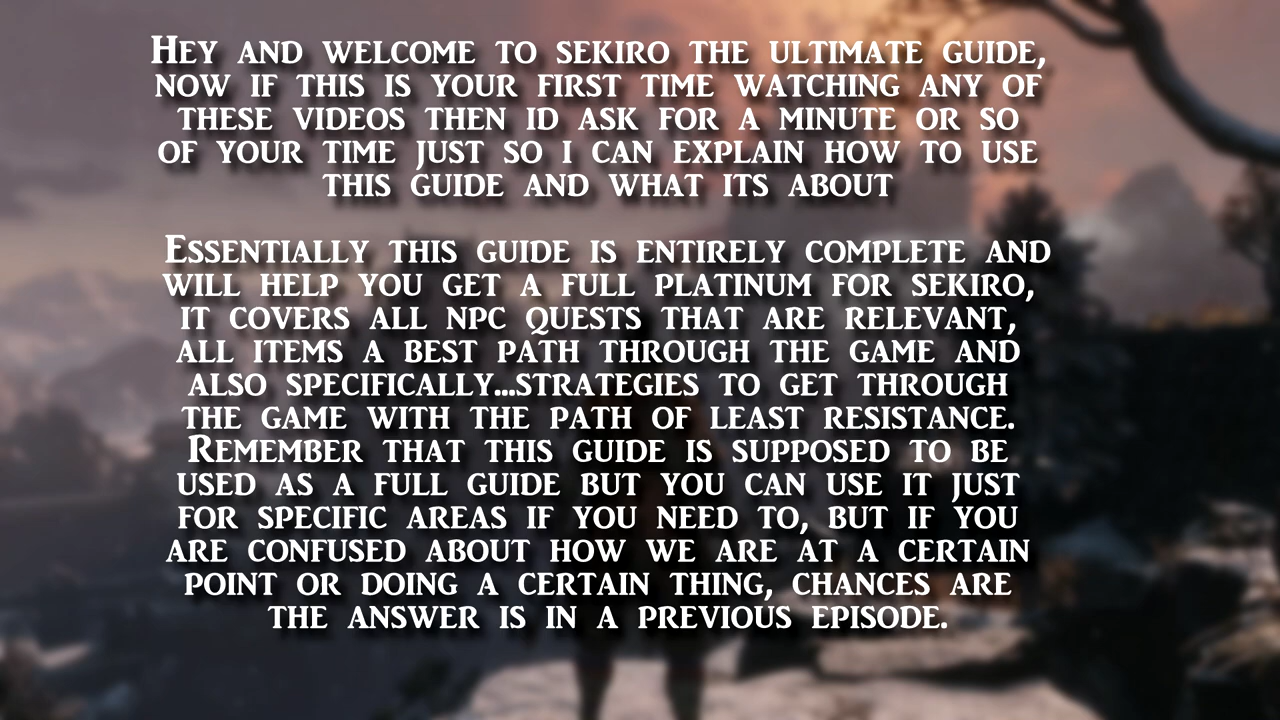 Hey and welcome to sekiro the ultimate guide,
now if this is your first time watching any of
these videos then id ask for a minute or so
of your time just so i can explain how to use
this guide and what its about
Essentially this guide is entirely complete and
will help you get a full platinum for sekiro,
it covers all npc quests that are relevant,
all items a best path through the game and
also specifically...strategies to get through
the game with the path of least resistance.
Remember that this guide is supposed to be
used as a full guide but you can use it just
for specific areas if you need to, but if you
are confused about how we are at a certain
point or doing a certain thing, chances are
the answer is in a previous episode.